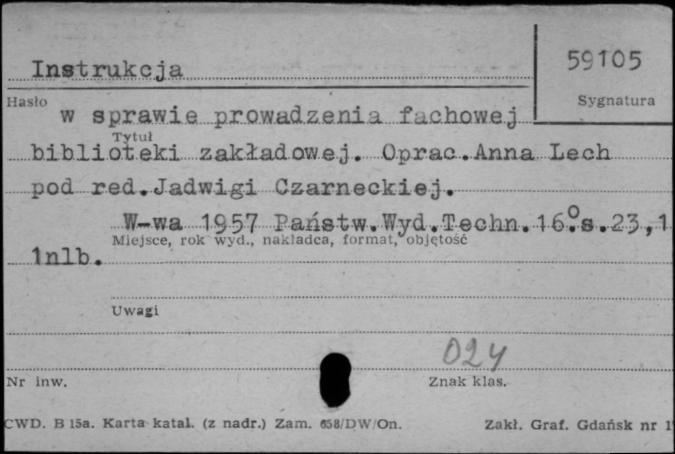 59105
Instrukcja
Hasło
Sygnatura
w sprawie prowadzenia fachowej
Tytuł
biblioteki zakładowej. Oprac.Anna Lech
pod red.Jadwigi Czarneckiej.
W-wa 1957 Państw.Wyd.Techn.16°.s.23,1
Miejsce, rok wyd., nakładca, format, objętość
1nlb.
Uwagi
024
Nr inw.
Znak klas.
CWD. B 15a. Karta katal. (z nadr.) Zam. 658/DW/On.
Zakł. Graf. Gdańsk nr 1